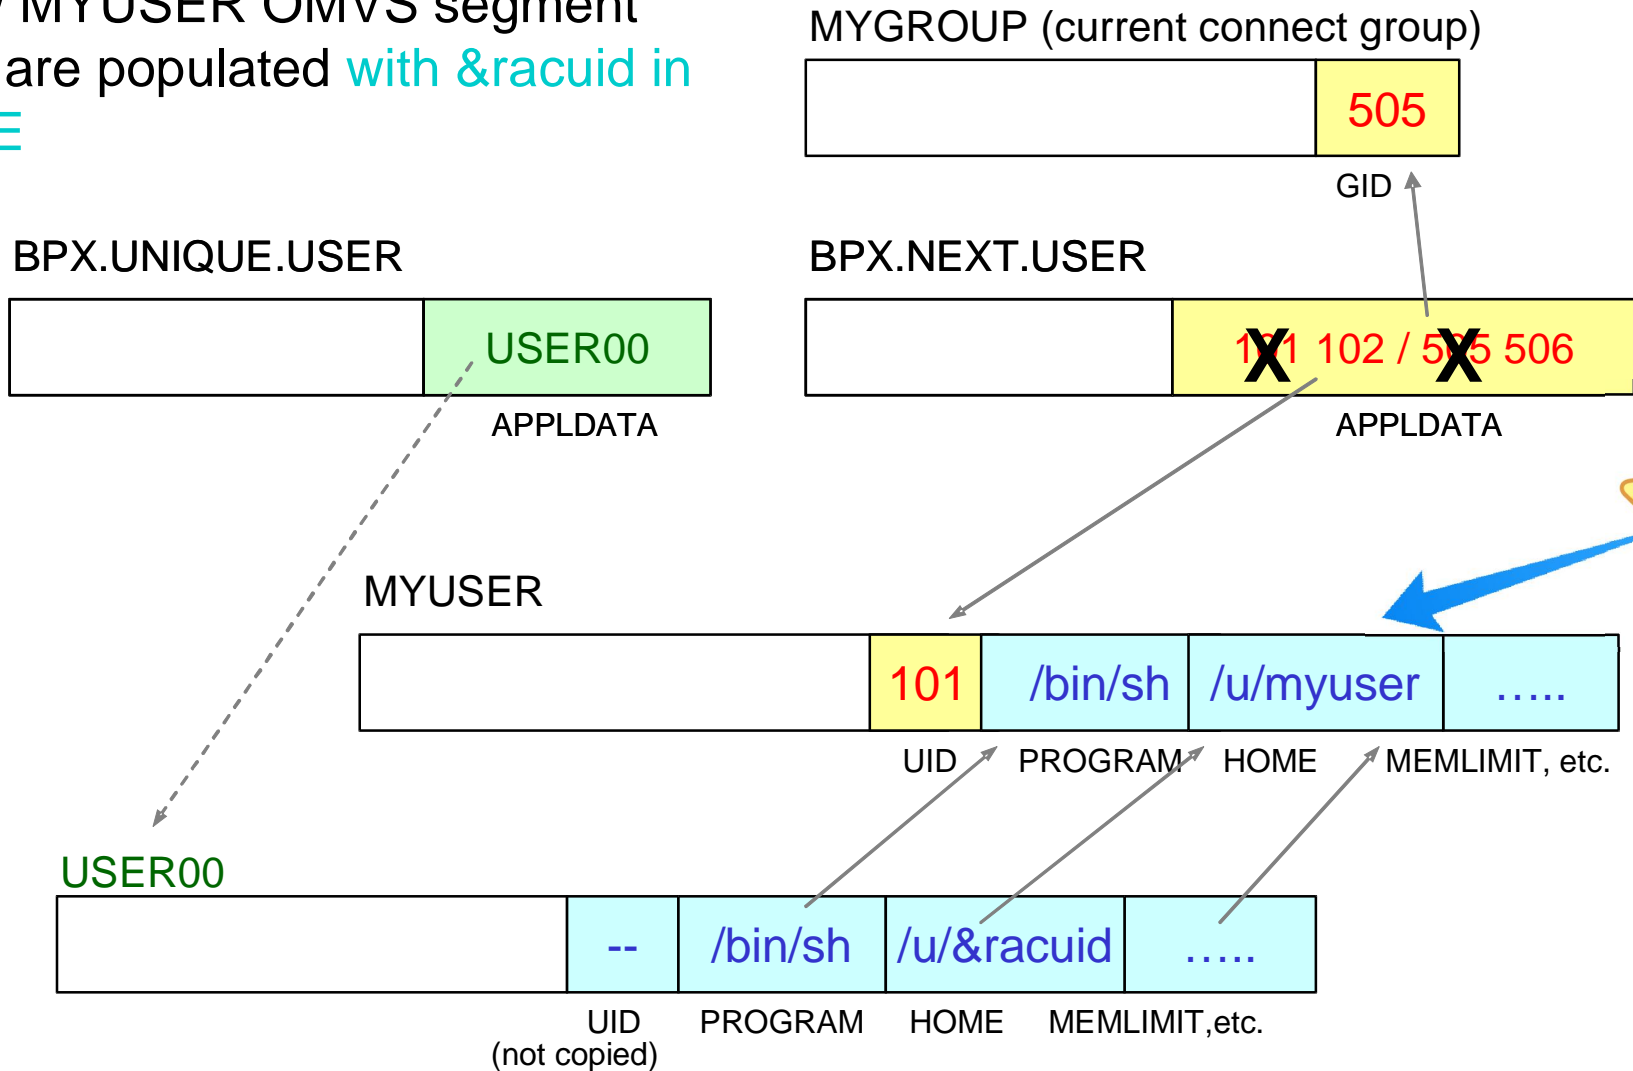 MYUSER OMVS segment
are populated with &racuid in
E
MYGROUP (current connect group)
505
GID
BPX.UNIQUE.USER
BPX.NEXT.USER
USER00
101 102 / 505 506
APPLDATA
APPLDATA
MYUSER
101
/bin/sh
/u/myuser
…..
UID
PROGRAM
HOME
MEMLIMIT, etc.
USER00
--
/bin/sh
/u/&racuid
…..
UID
(not copied)
PROGRAM
HOME
MEMLIMIT,etc.